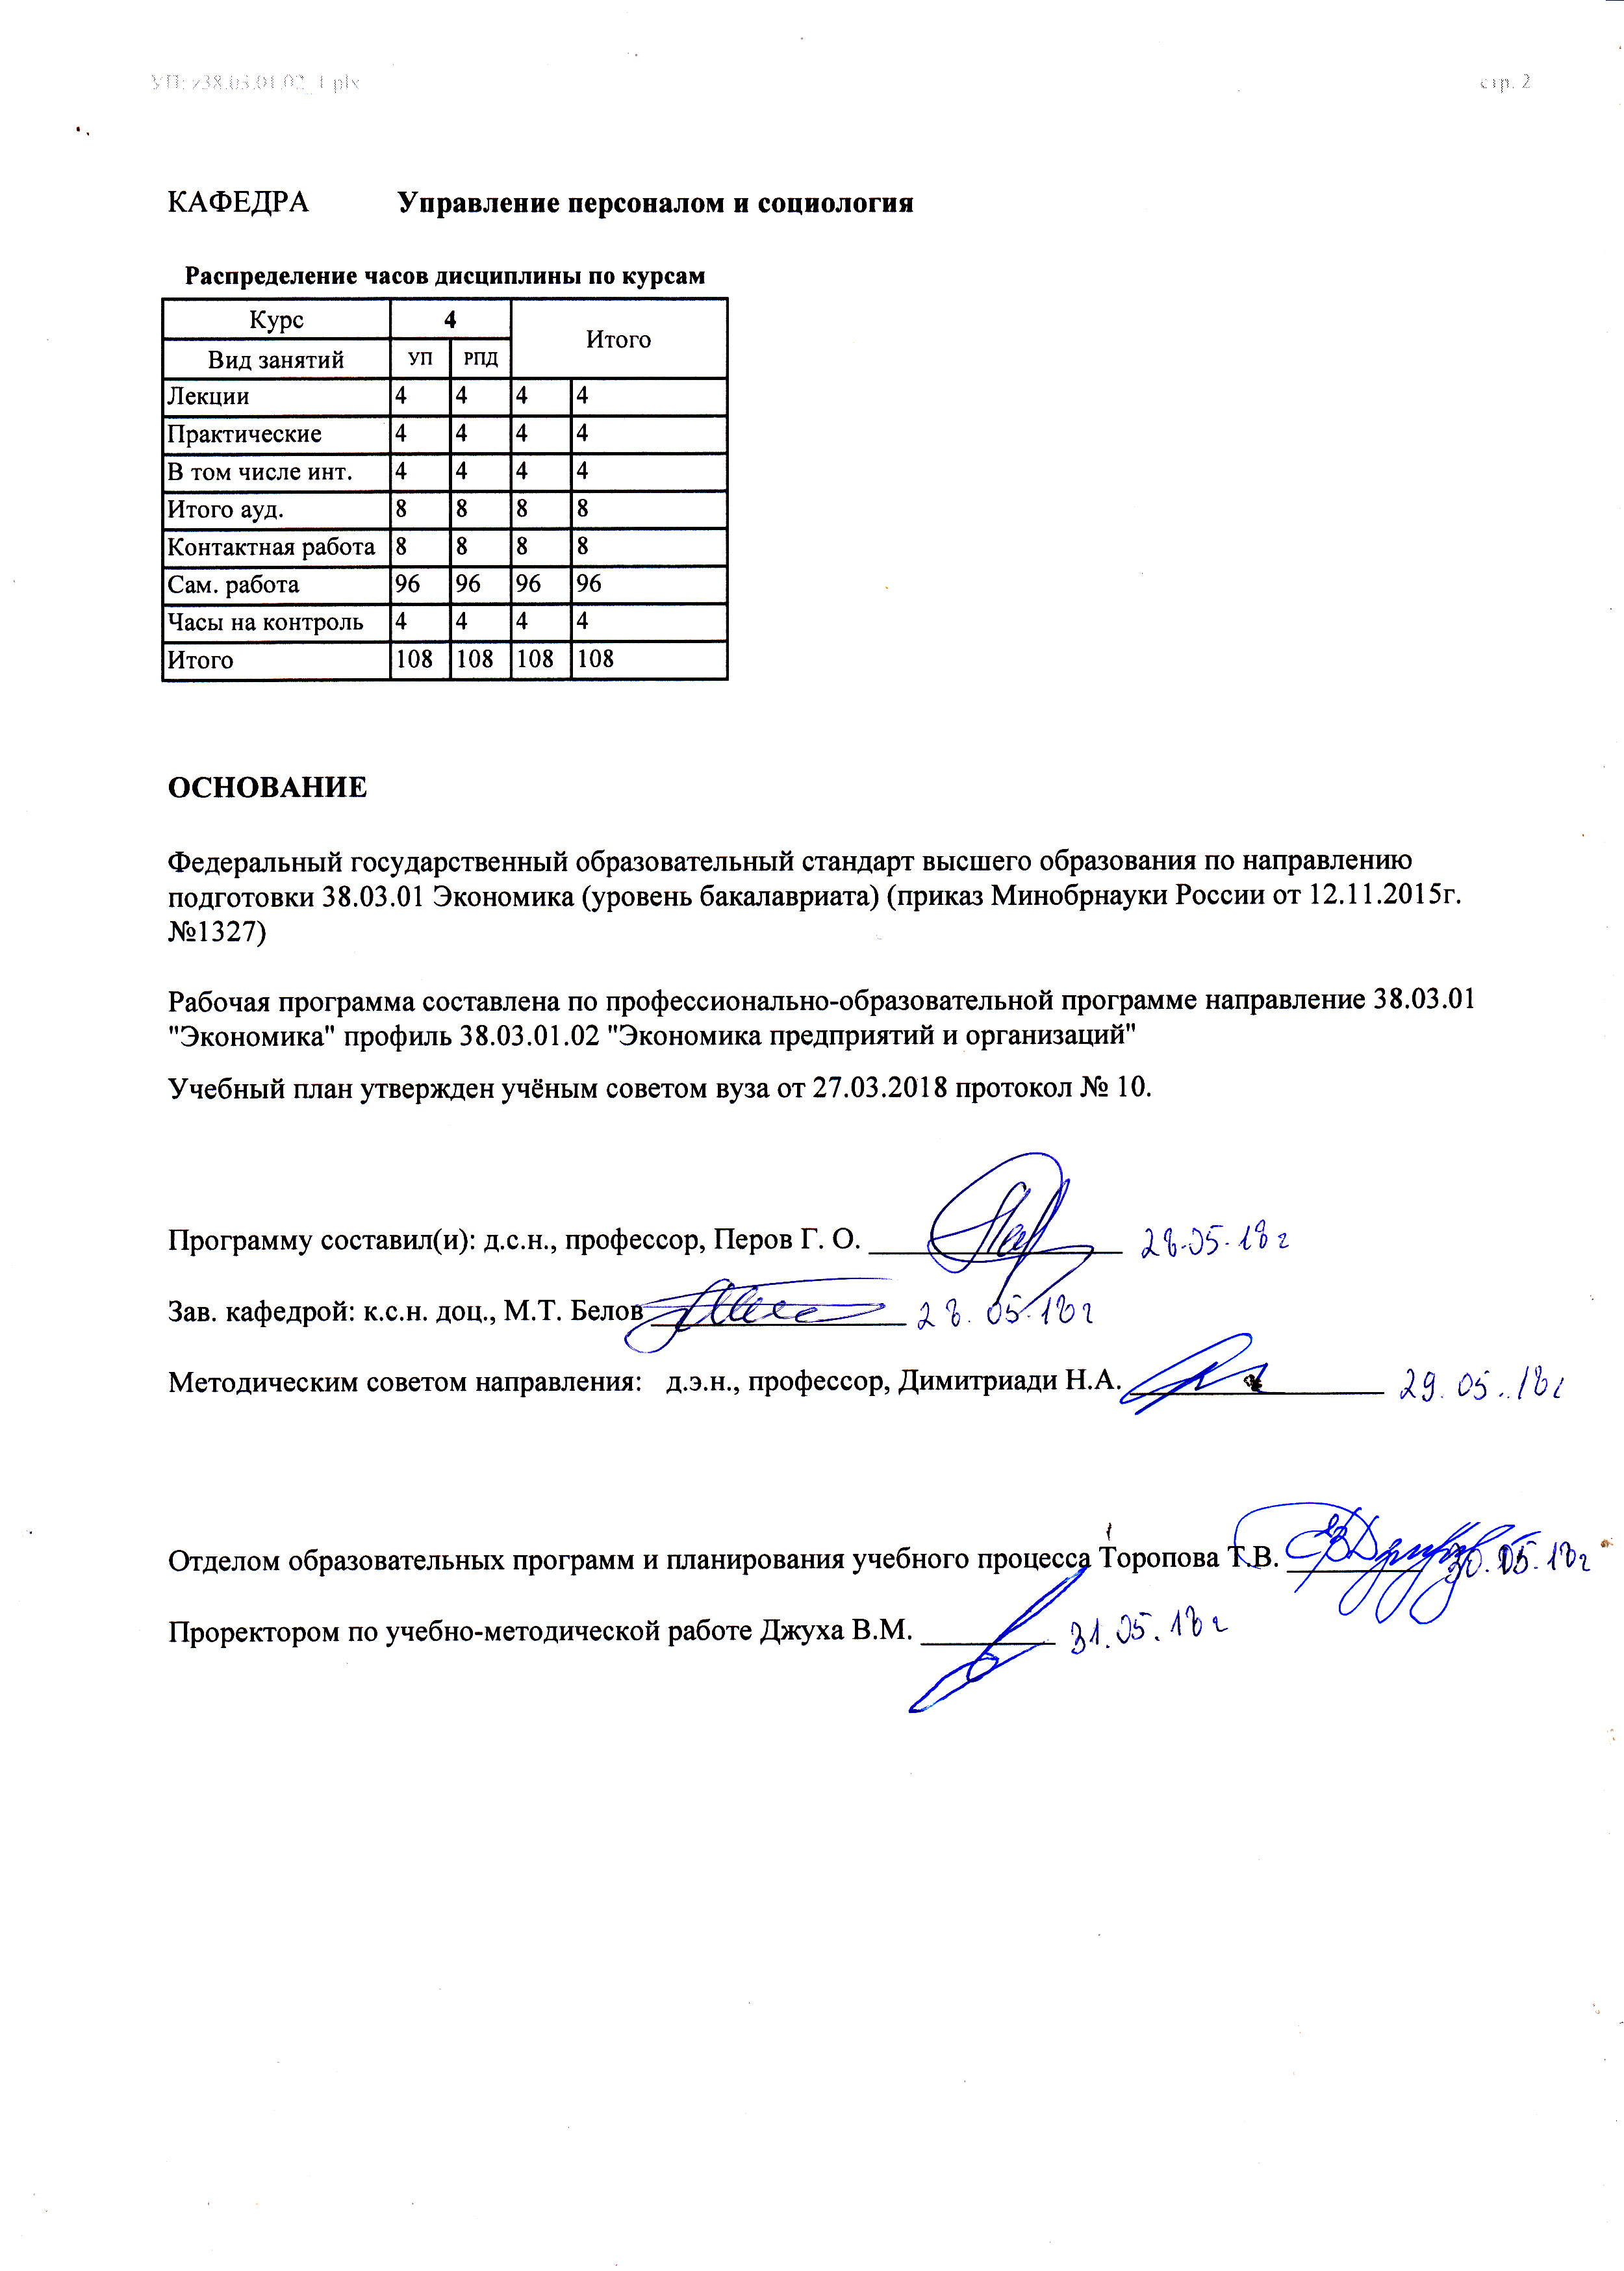 УП: z38.03.01.02_1.plx стр. 2
КАФЕДРА Управление персоналом и социология
Распределение часов дисциплины по курсам
Курс 4 Итого
Вид занятий УП РПД
Лекции 4 4 4 4
Практические 4 4 4 4
В том числе инт. 4 4 4 4
Итого ауд. 8 8 8 8
Контактная работа 8 8 8 8
Сам. работа 96 96 96 96
Часы на контроль 4 4 4 4
Итого 108 108 108 108
ОСНОВАНИЕ
Федеральный государственный образовательный стандарт высшего образования по направлению
подготовки 38.03.01 Экономика (уровень бакалавриата) (приказ Минобрнауки России от 12.11.2015г.
№1327)
Рабочая программа составлена по профессионально-образовательной программе направление 38.03.01
"Экономика" профиль 38.03.01.02 "Экономика предприятий и организаций"
Учебный план утвержден учёным советом вуза от 27.03.2018 протокол № 10.
Программу составил(и): д.с.н., профессор, Перов Г. О. 28.05.18г
Зав. кафедрой: к.с.н. доц., М.Т. Белов 28.05.18г
Методическим советом направления: д.э.н., профессор, Димитриади Н.А. 29.05.18г
Отделом образовательных программ и планирования учебного процесса Торопова Т.В. 30.05.18г
Проректором по учебно-методической работе Джуха В.М. 31.05.18г